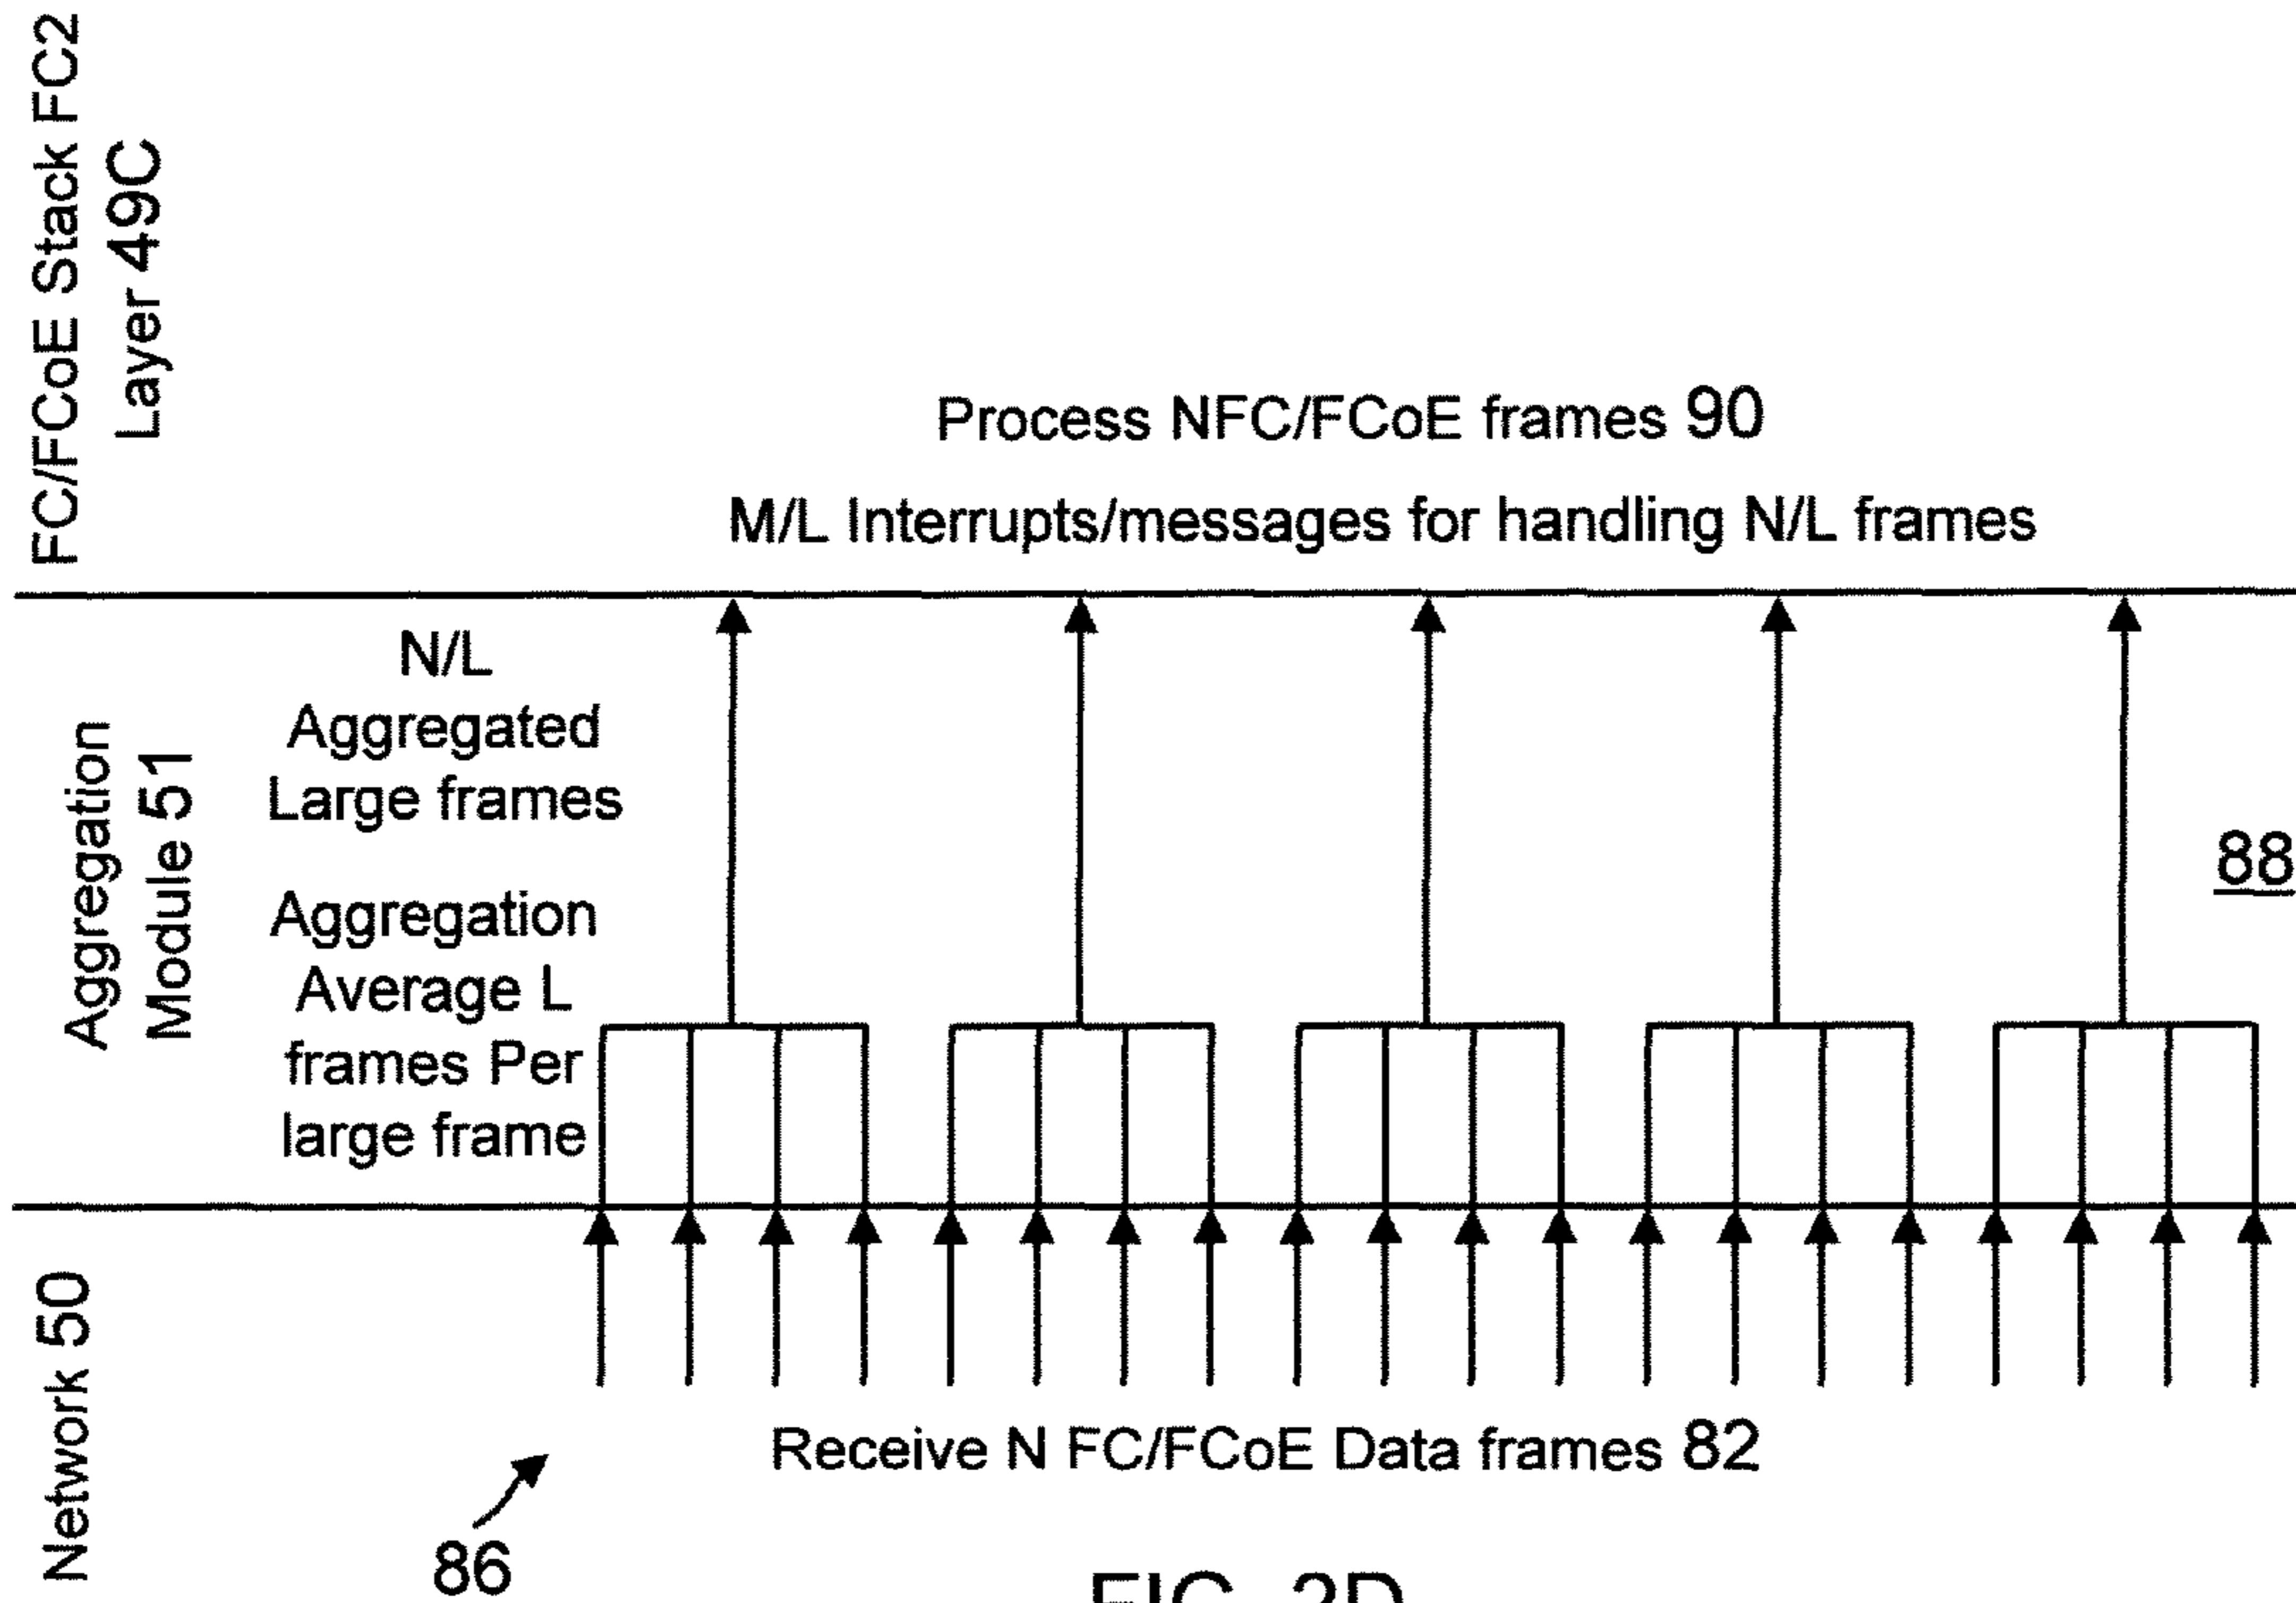 FC/FCoE Stack FC2
Layer 49C
Process NFC/FCoE frames 90
M/L Interrupts/messages for handling N/L frames
Aggregation
Module 51
N/L
Aggregated
Large frames
Aggregation
Average L
frames Per
large frame
88
Network 50
Receive N FC/FCoE Data frames 82
86
FIG. 2D